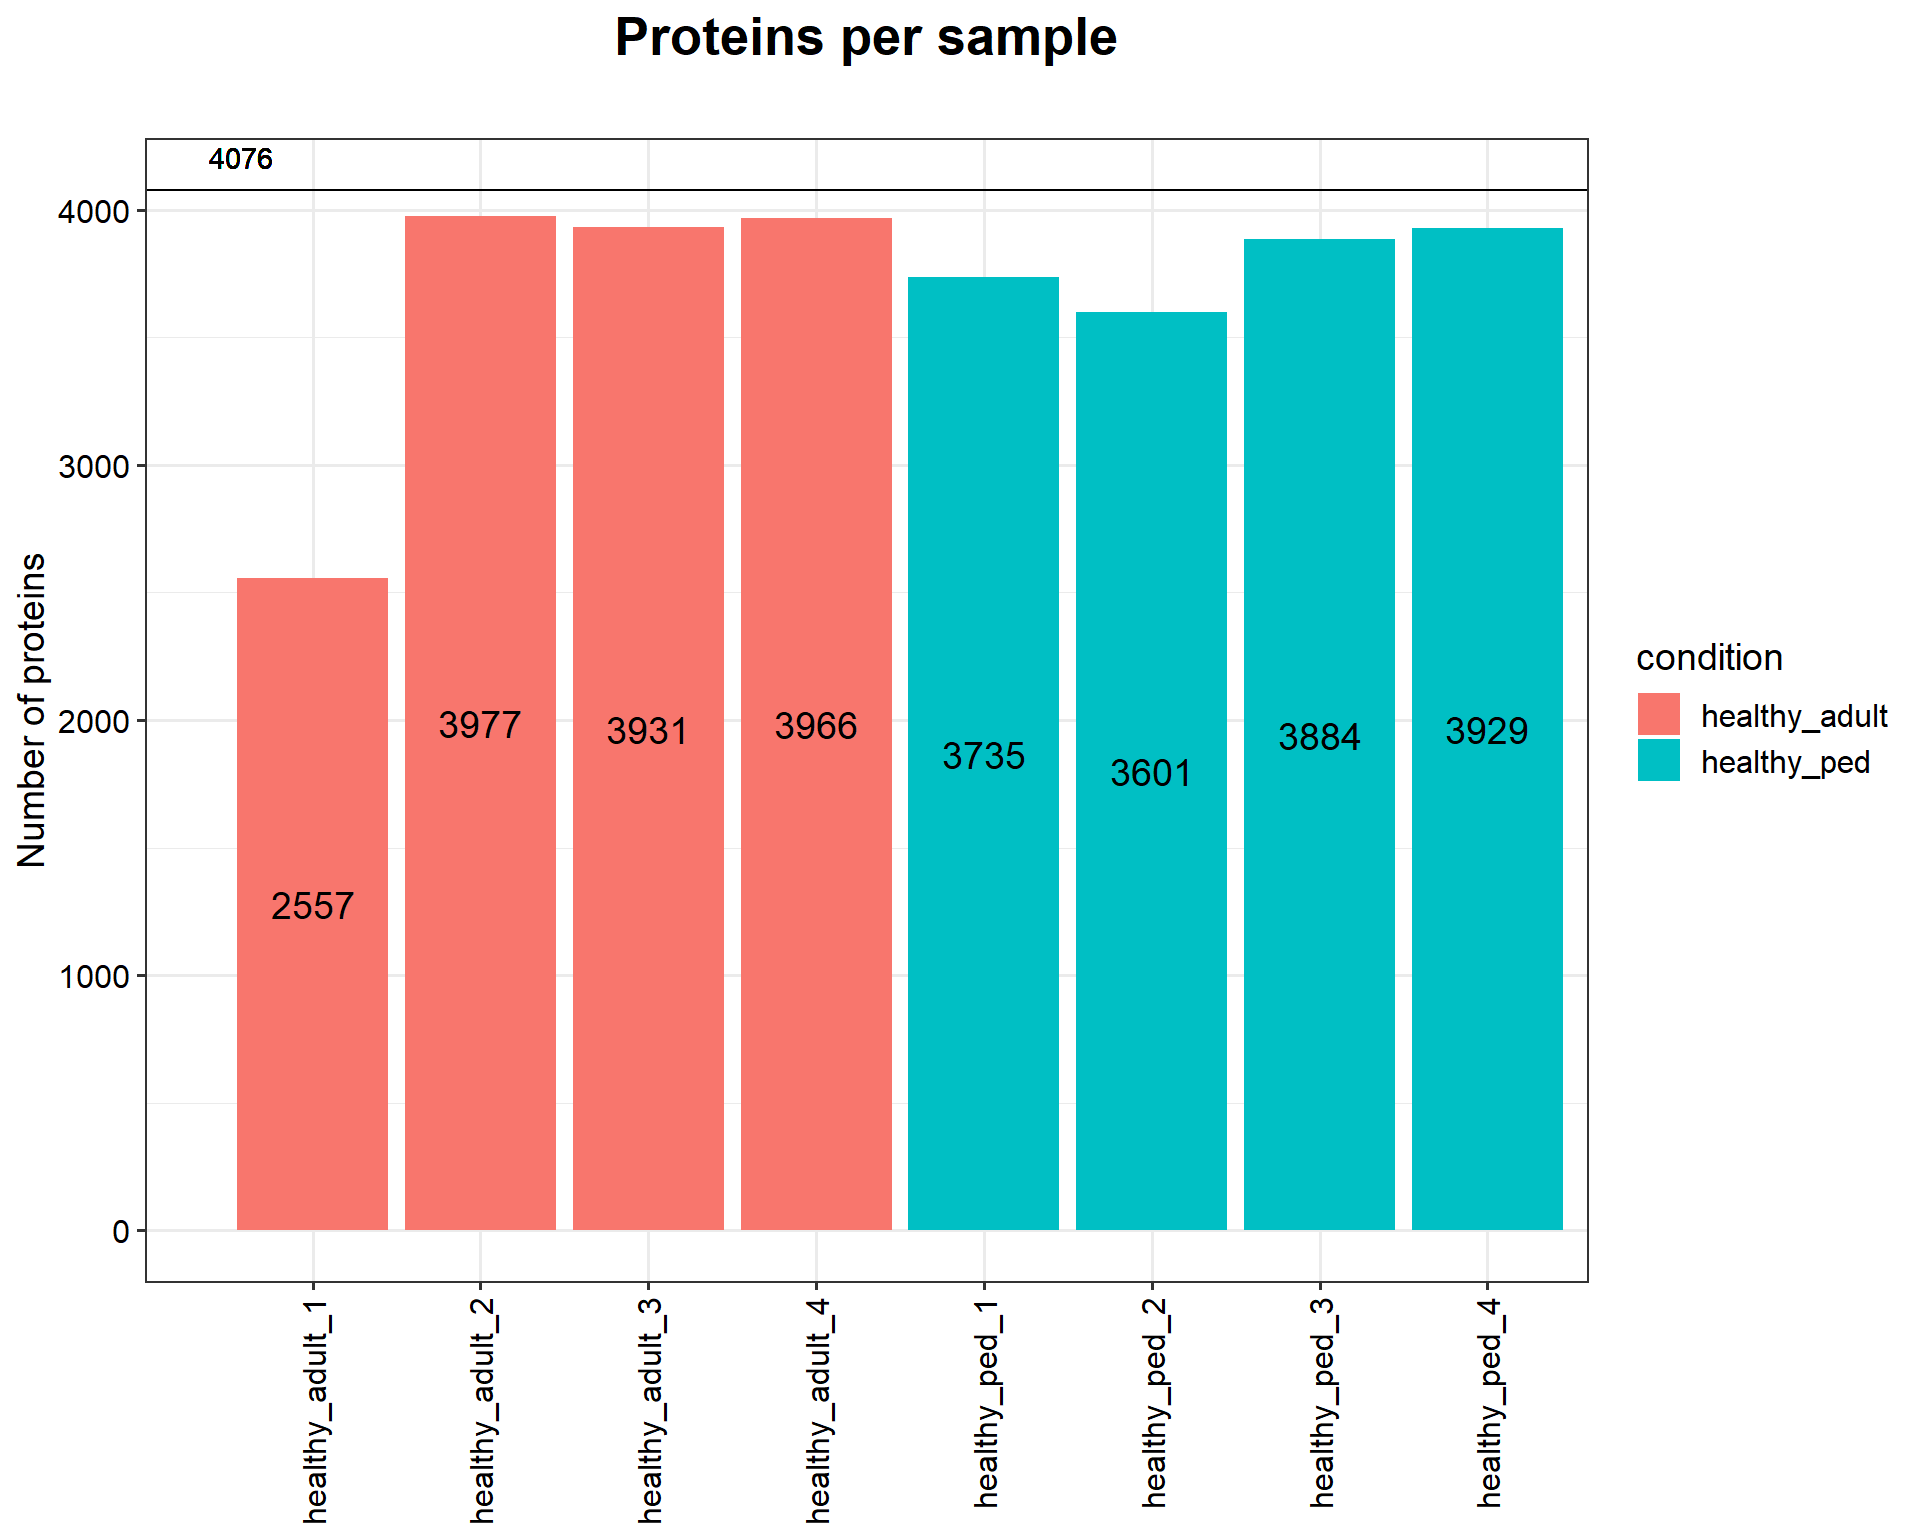 Proteins per sample
4076
Number of proteins
4000
3000
2000
1000
0
2557
3977
3931
3966
3735
3601
3884
3929
healthy_adult_1
healthy_adult_2
healthy_adult_3
healthy_adult_4
healthy_ped_1
healthy_ped_2
healthy_ped_3
healthy_ped_4
condition
healthy_adult
healthy_ped